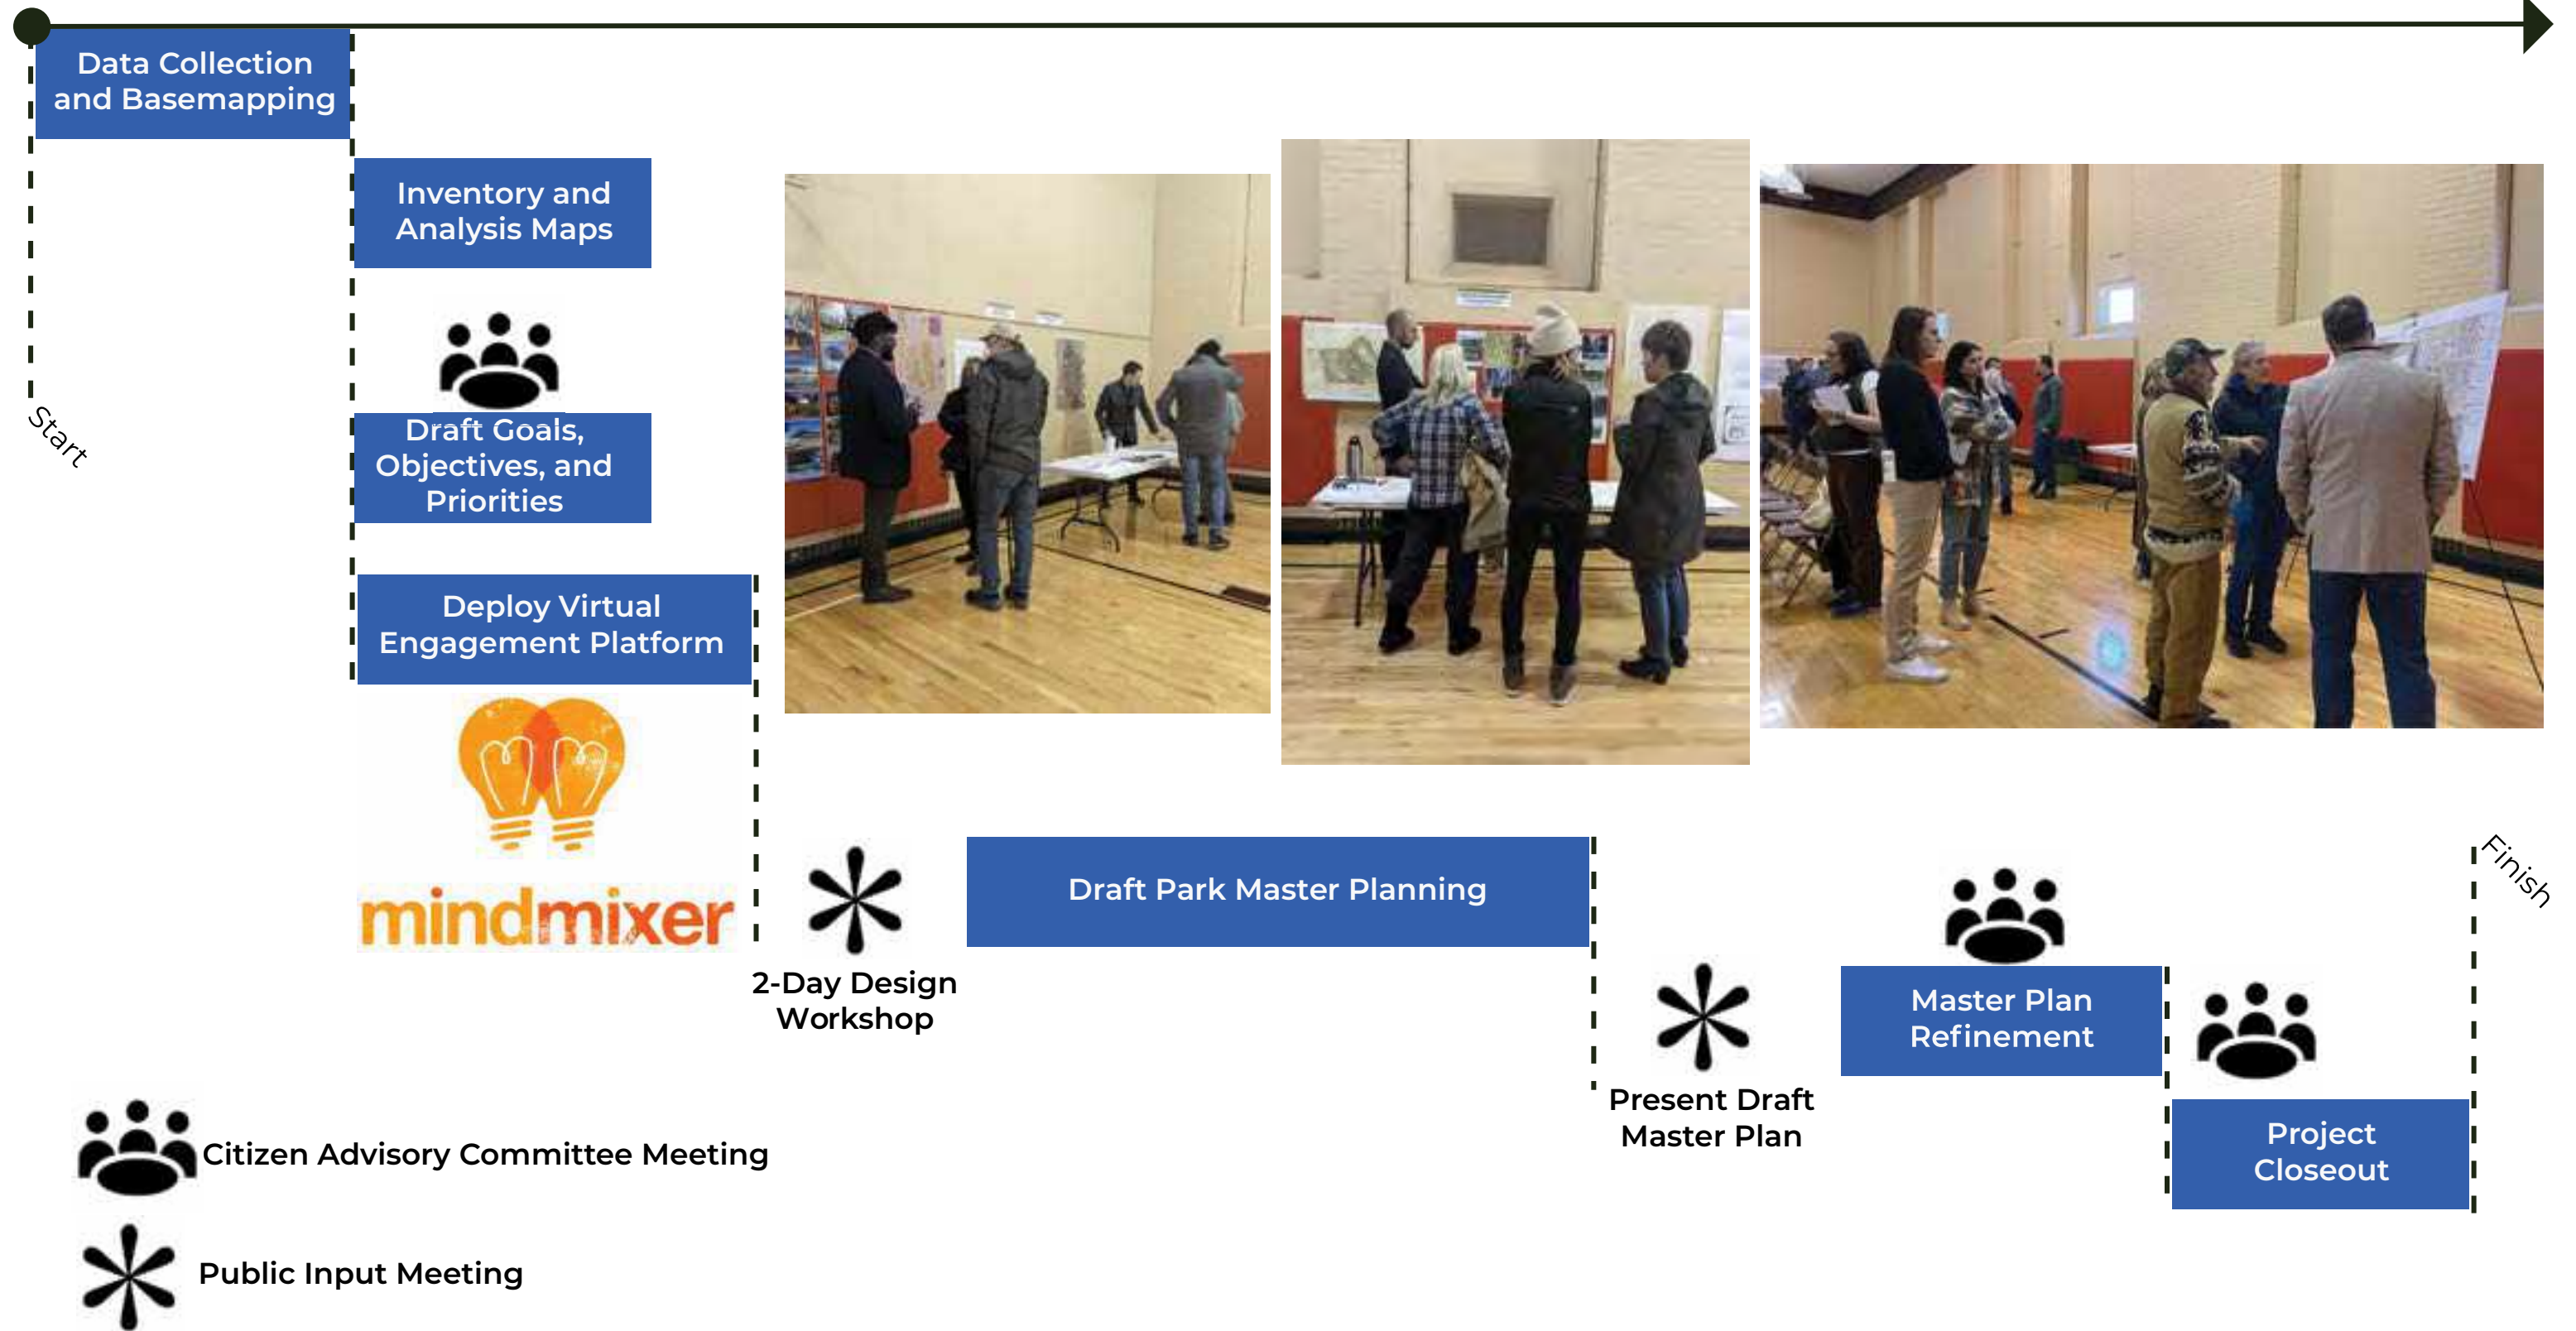 Data Collection
and Basemapping
Inventory and
Analysis Maps
Draft Goals,
Objectives, and
Priorities
Start
Deploy Virtual
Engagement Platform
mindmixer
2-Day Design
Workshop
Draft Park Master Planning
Present Draft
Master Plan
Master Plan
Refinement
Project
Closeout
Finish
Citizen Advisory Committee Meeting
Public Input Meeting